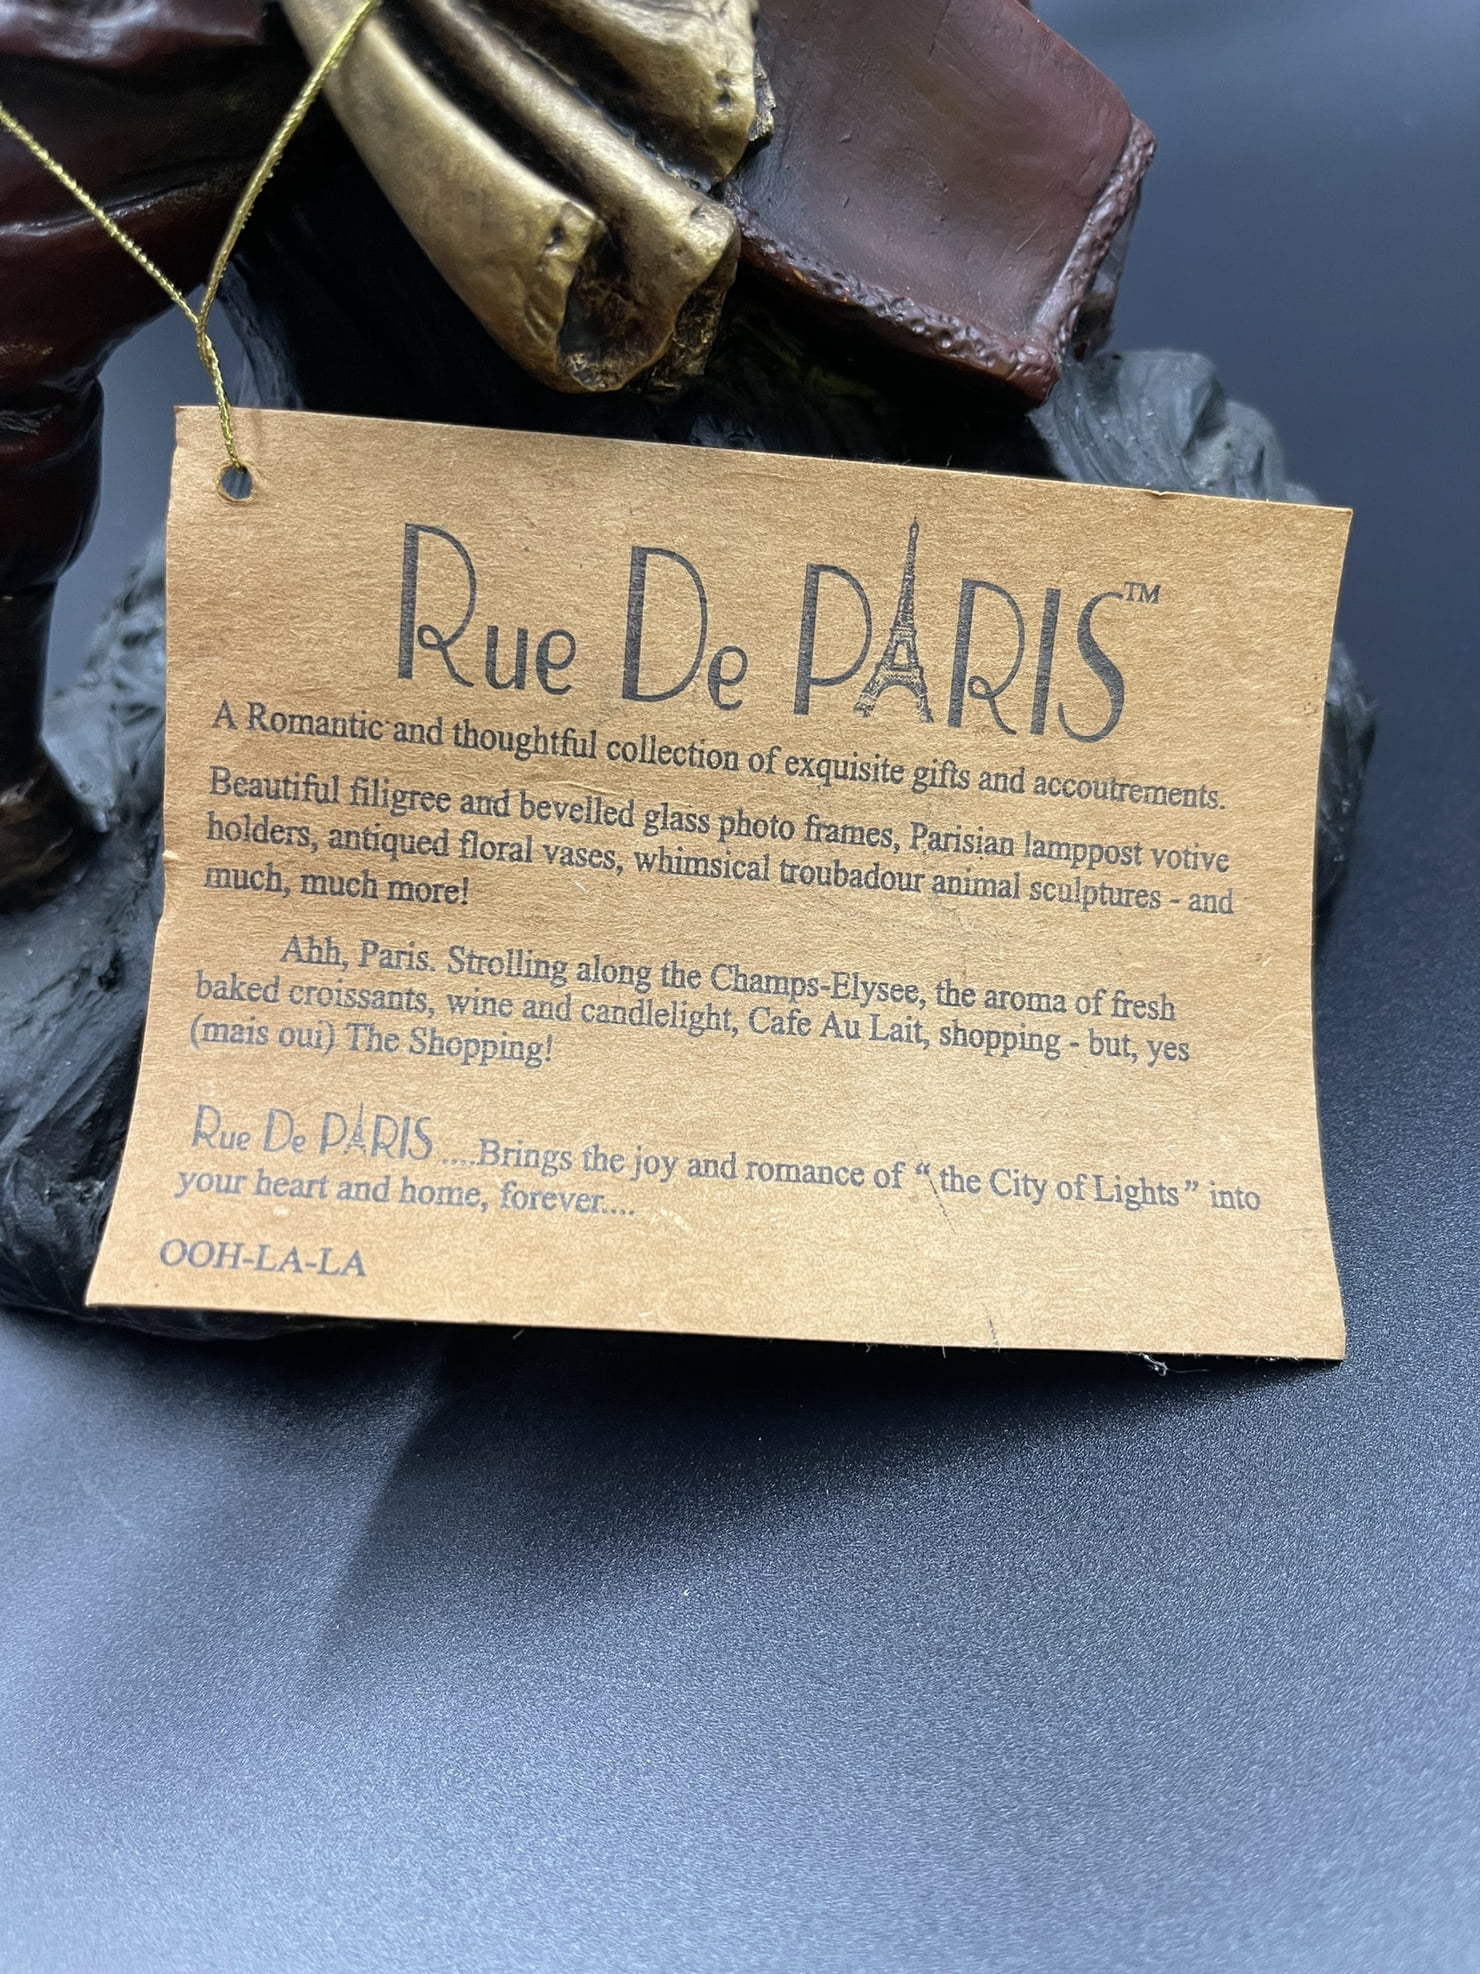 Rue De PARIS™
A Romantic and thoughtful collection of exquisite gifts and accoutrements.
Beautiful filigree and bevelled glass photo frames, Parisian lamppost votive
holders, antiqued floral vases, whimsical troubadour animal sculptures - and
much, much more!
Ahh, Paris. Strolling along the Champs-Elysee, the aroma of fresh
baked croissants, wine and candlelight, Cafe Au Lait, shopping - but, yes
(mais oui) The Shopping!
Rue De PARIS ....Brings the joy and romance of “ the City of Lights” into
your heart and home, forever....
OOH-LA-LA